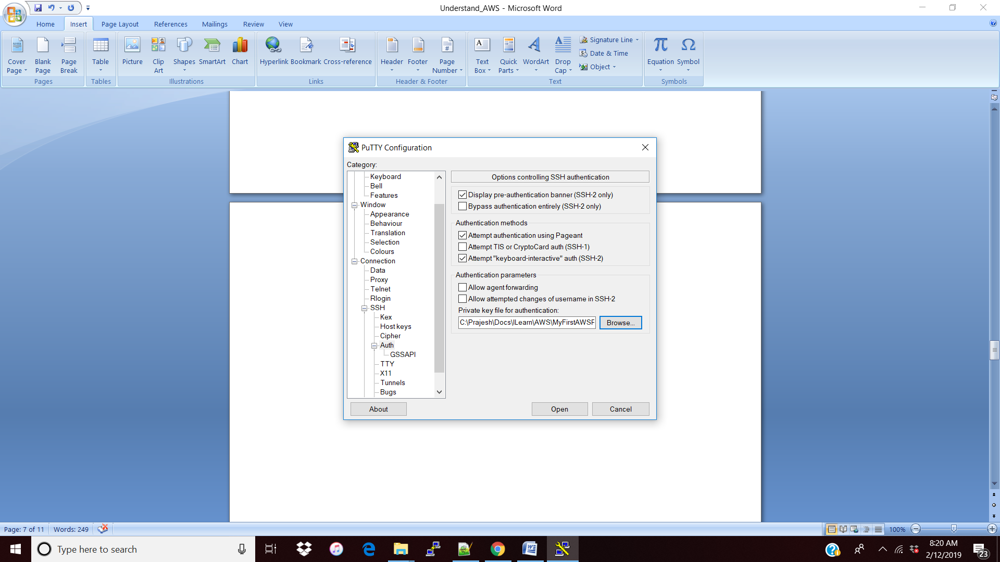 Understand_AWS - Microsoft Word
Home Insert Page Layout References Mailings Review View
Cover Page
Blank Page
Page Break
Table
Picture
Clip Art
Shapes
SmartArt
Chart
Hyperlink
Bookmark
Cross-reference
Header
Footer
Page Number
Text Box
Quick Parts
WordArt
Drop Cap
Signature Line
Date & Time
Object
Equation
Symbol
Pages Tables Illustrations Links Header & Footer Text Symbols
PuTTY Configuration
Category:
Keyboard
Bell
Features
Window
Appearance
Behaviour
Translation
Selection
Colours
Connection
Data
Proxy
Telnet
Rlogin
SSH
Kex
Host keys
Cipher
Auth
GSSAPI
TTY
X11
Tunnels
Bugs
Options controlling SSH authentication
Display pre-authentication banner (SSH-2 only)
Bypass authentication entirely (SSH-2 only)
Authentication methods
Attempt authentication using Pageant
Attempt TIS or CryptoCard auth (SSH-1)
Attempt "keyboard-interactive" auth (SSH-2)
Authentication parameters
Allow agent forwarding
Allow attempted changes of username in SSH-2
Private key file for authentication:
C:\Prajesh\Docs\ILearn\AWS\MyFirstAWSF
Browse...
About Open Cancel
Page: 7 of 11 Words: 249 100%
Type here to search
8:20 AM
2/12/2019
23